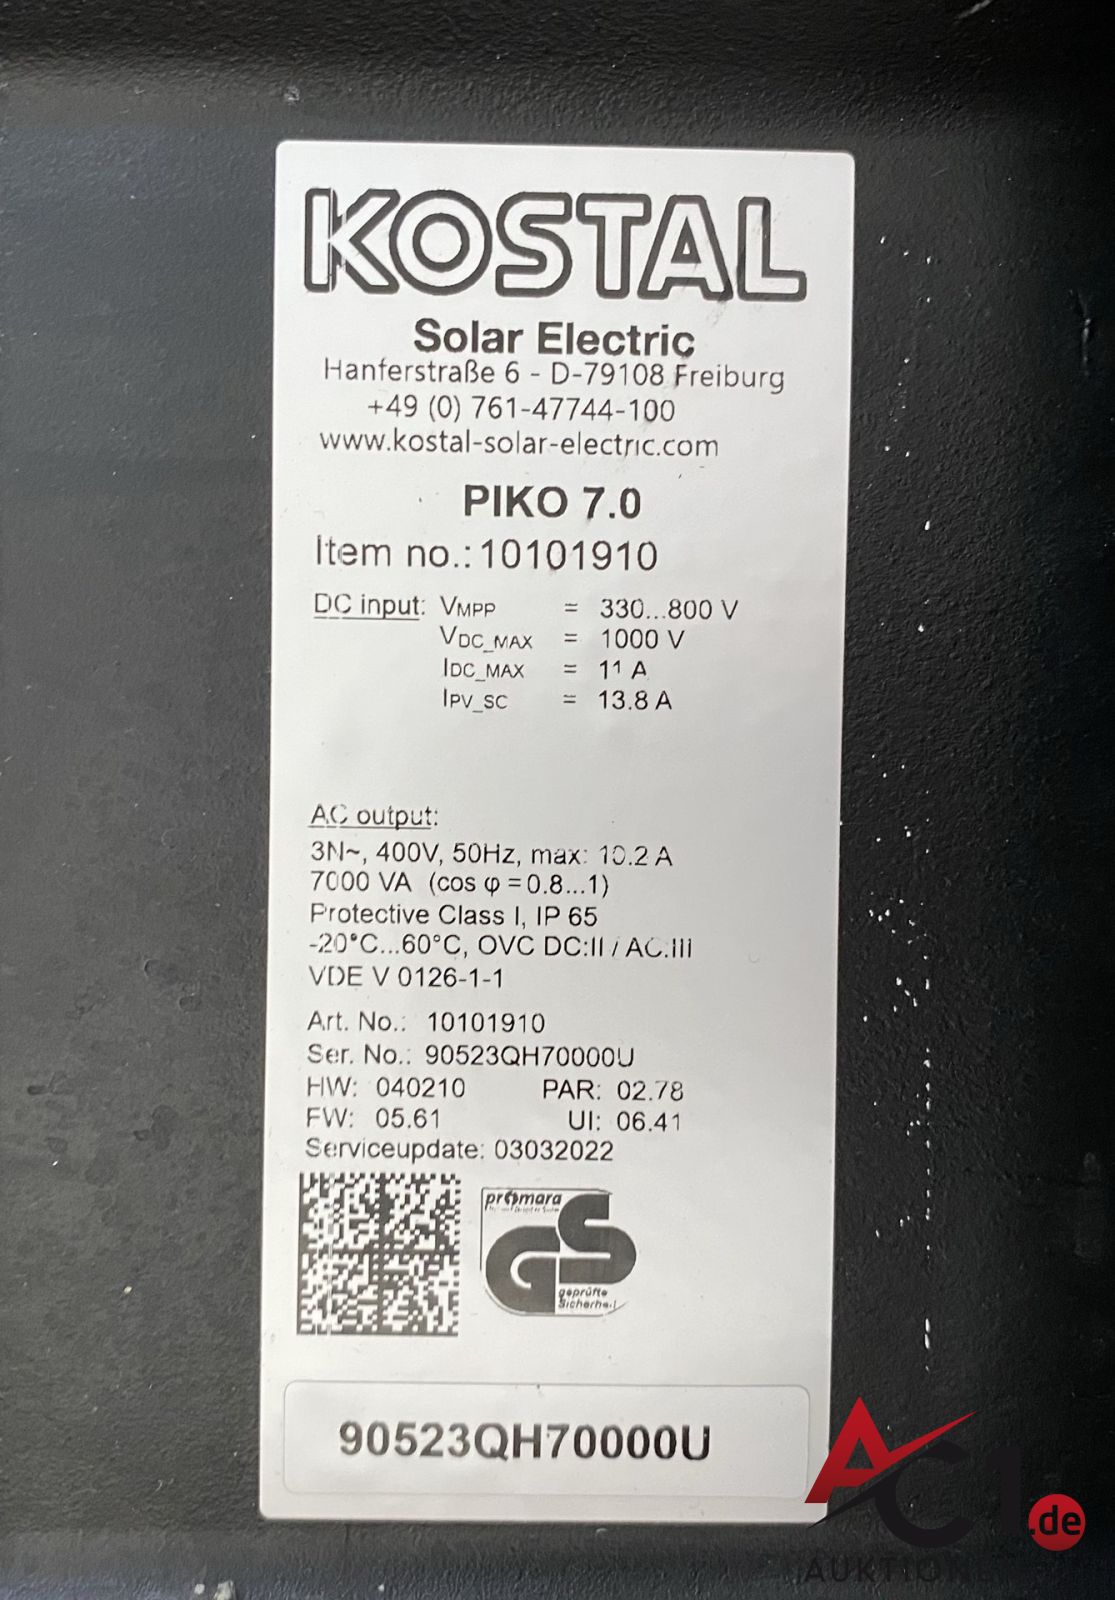 KOSTAL
Solar Electric
Hanferstraße 6 - D-79108 Freiburg
+49 (0) 761-47744-100
www.kostal-solar-electric.com
PIKO 7.0
Item no.: 10101910
DC input: VMPP = 330...800 V
VDC_MAX = 1000 V
IDC_MAX = 11 A
IPV_SC = 13.8 A
AC output:
3N~, 400V, 50Hz, max: 10.2 A
7000 VA (cos φ = 0.8...1)
Protective Class I, IP 65
-20°C...60°C, OVC DC:II / AC:III
VDE V 0126-1-1
Art. No.: 10101910
Ser. No.: 90523QH70000U
HW: 040210 PAR: 02.78
FW: 05.61 UI: 06.41
Serviceupdate: 03032022
promara
GS
geprüfte
Sicherheit
90523QH70000U
AC1.de
AUKTION